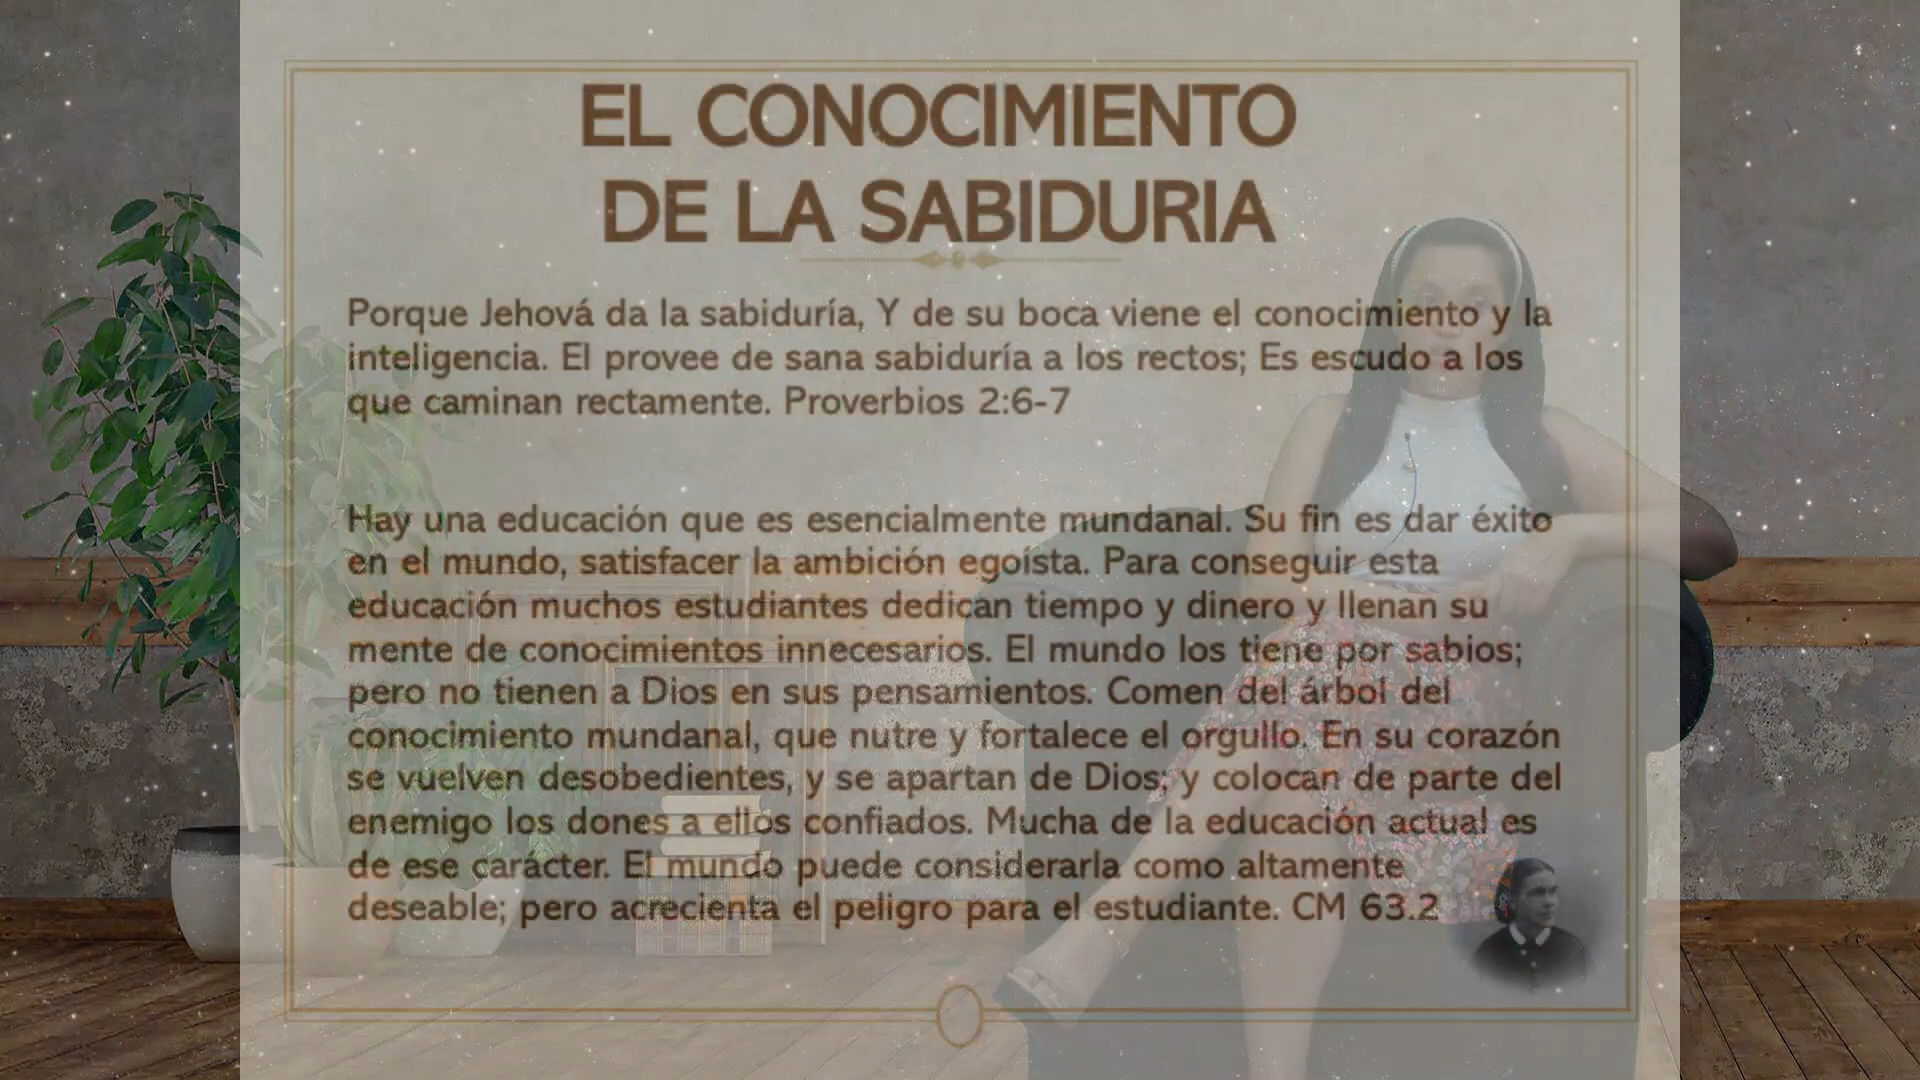 EL CONOCIMIENTO
DE LA SABIDURIA
Porque Jehová da la sabiduría, Y de su boca viene el conocimiento y la
inteligencia. El provee de sana sabiduría a los rectos; Es escudo a los
que caminan rectamente. Proverbios 2:6-7
Hay una educación que es esencialmente mundanal. Su fin es dar éxito
en el mundo, satisfacer la ambición egoísta. Para conseguir esta
educación muchos estudiantes dedican tiempo y dinero y llenan su
mente de conocimientos innecesarios. El mundo los tiene por sabios;
pero no tienen a Dios en sus pensamientos. Comen del árbol del
conocimiento mundanal, que nutre y fortalece el orgullo. En su corazón
se vuelven desobedientes, y se apartan de Dios; y colocan de parte del
enemigo los dones a ellos confiados. Mucha de la educación actual es
de ese carácter. El mundo puede considerarla como altamente
deseable; pero acrecienta el peligro para el estudiante. CM 63.2